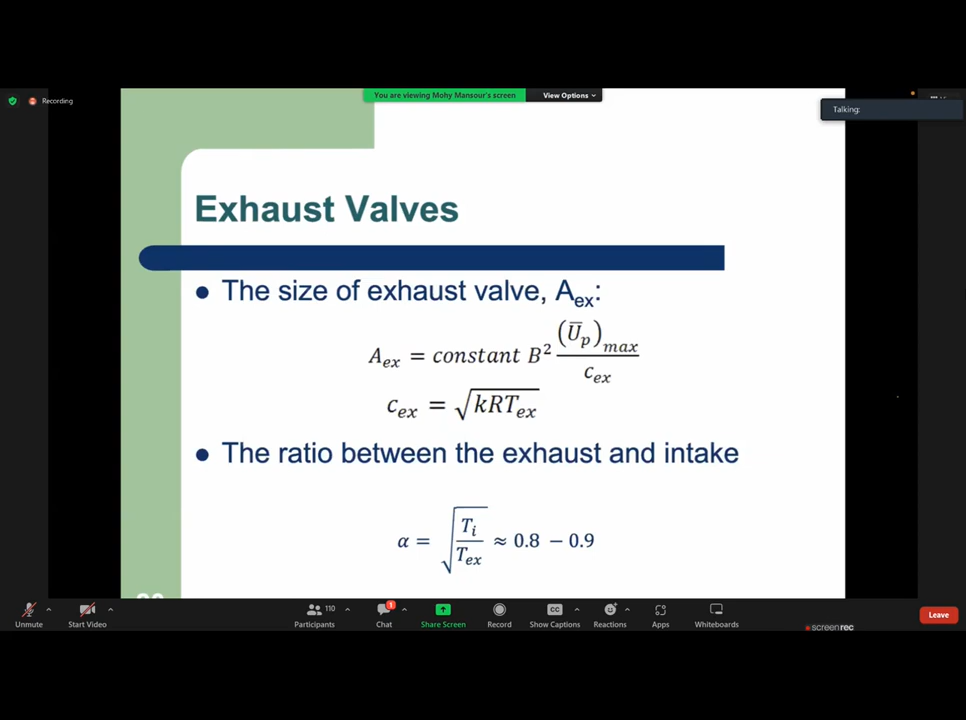 Recording
You are viewing Mohy Mansour's screen
View Options
Talking:
Exhaust Valves
● The size of exhaust valve, A_ex:
A_ex = constant B² (Ū_p)_max / c_ex
c_ex = √(kRT_ex)
● The ratio between the exhaust and intake
α = √(T_i / T_ex) ≈ 0.8 − 0.9
Unmute
Start Video
110
Participants
1
Chat
Share Screen
Record
CC
Show Captions
Reactions
Apps
Whiteboards
Leave
screenrec